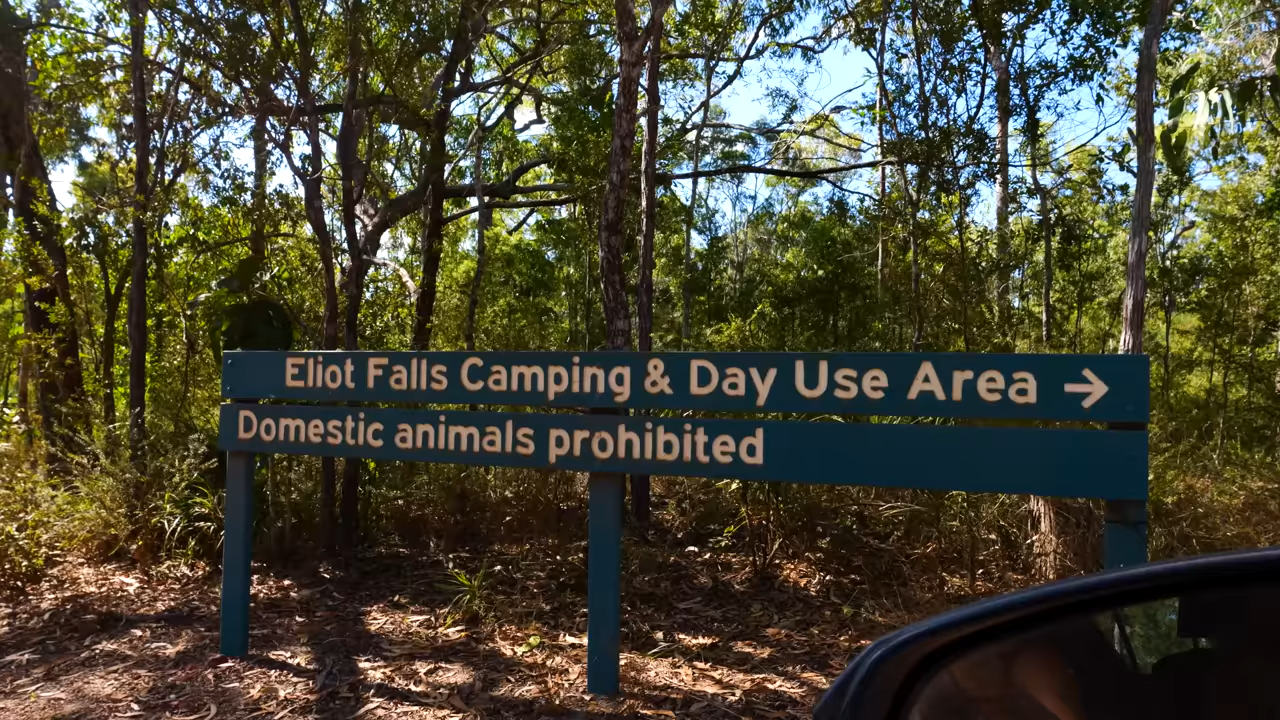 Eliot Falls Camping & Day Use Area →
Domestic animals prohibited